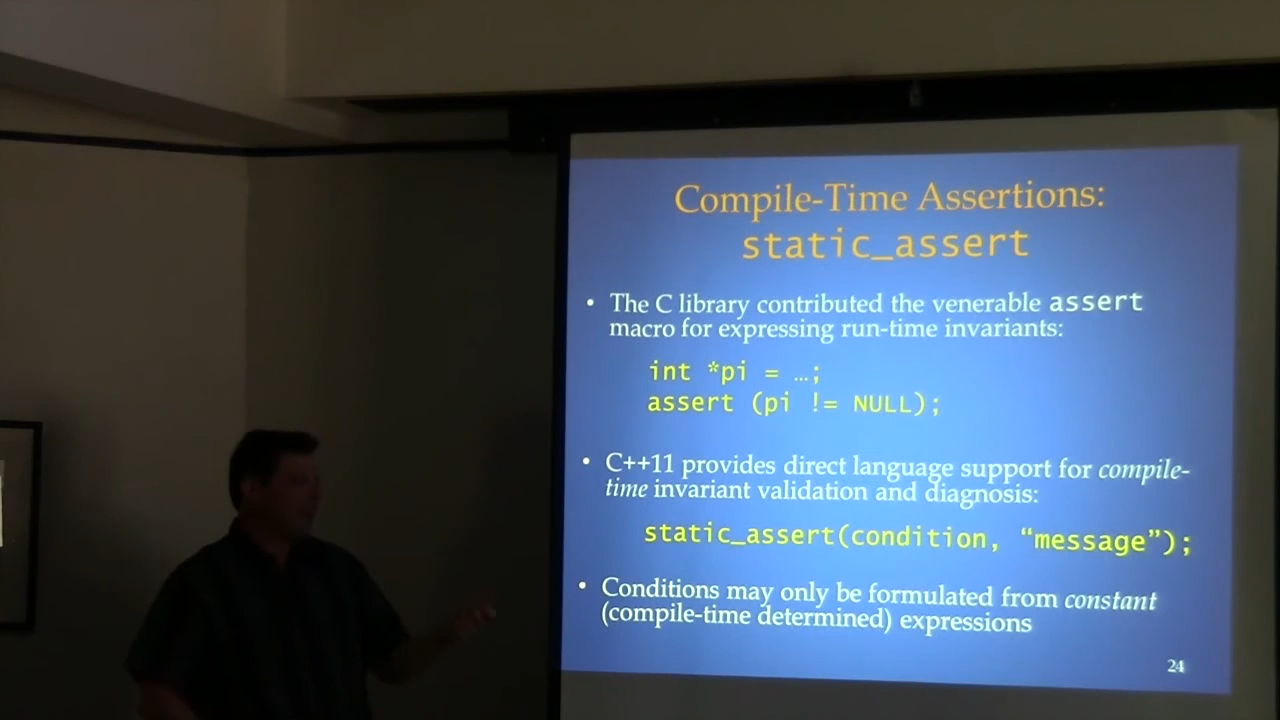 Compile-Time Assertions:
static_assert
• The C library contributed the venerable assert
macro for expressing run-time invariants:
int *pi = …;
assert (pi != NULL);
• C++11 provides direct language support for compile-
time invariant validation and diagnosis:
static_assert(condition, “message”);
• Conditions may only be formulated from constant
(compile-time determined) expressions
24